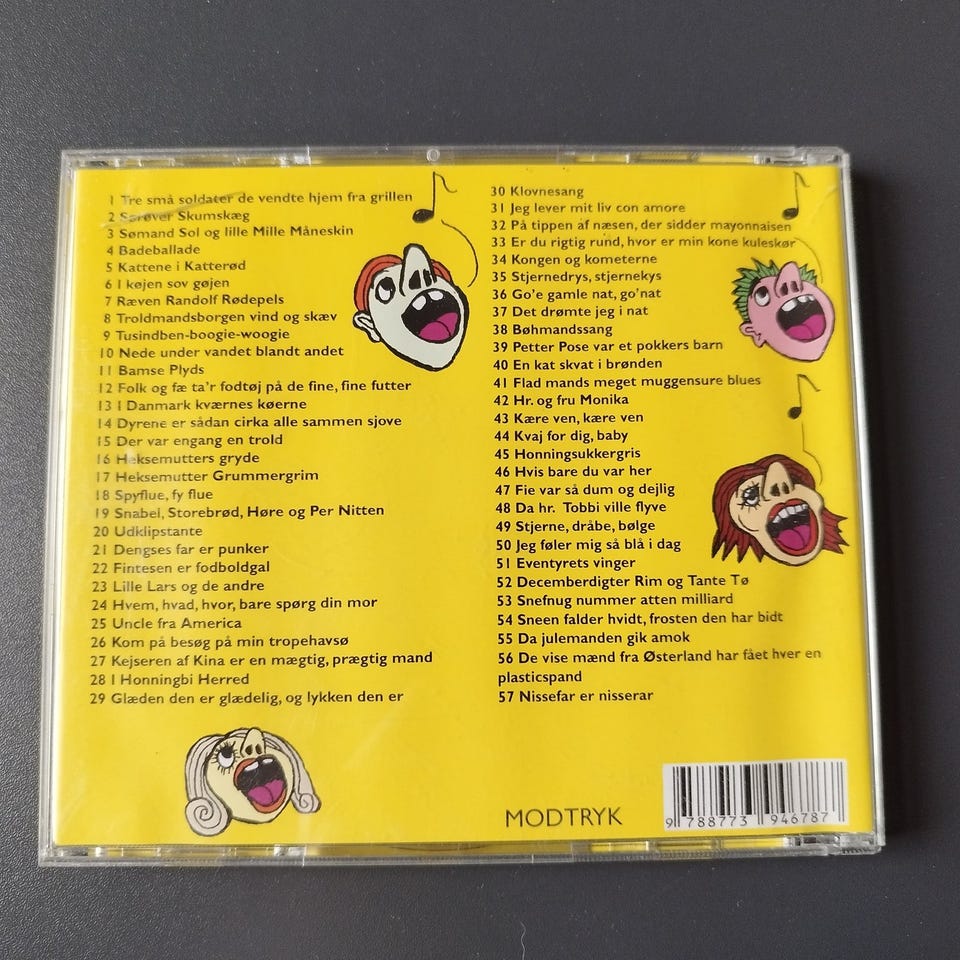 1 Tre små soldater de vendte hjem fra grillen
2 Sørøver Skumskæg
3 Sømand Sol og lille Mille Måneskin
4 Badeballade
5 Kattene i Katterød
6 I køjen sov gøjen
7 Ræven Randolf Rødepels
8 Troldmandsborgen vind og skæv
9 Tusindben-boogie-woogie
10 Nede under vandet blandt andet
11 Bamse Plyds
12 Folk og fæ ta'r fodtøj på de fine, fine futter
13 I Danmark kværnes køerne
14 Dyrene er sådan cirka alle sammen sjove
15 Der var engang en trold
16 Heksemutters gryde
17 Heksemutter Grummergrim
18 Spyflue, fy flue
19 Snabel, Storebrød, Høre og Per Nitten
20 Udklipstante
21 Dengses far er punker
22 Fintesen er fodboldgal
23 Lille Lars og de andre
24 Hvem, hvad, hvor, bare spørg din mor
25 Uncle fra America
26 Kom på besøg på min tropehavsø
27 Kejseren af Kina er en mægtig, prægtig mand
28 I Honningbi Herred
29 Glæden den er glædelig, og lykken den er
30 Klovnesang
31 Jeg lever mit liv con amore
32 På tippen af næsen, der sidder mayonnaisen
33 Er du rigtig rund, hvor er min kone kuleskør
34 Kongen og kometerne
35 Stjernedrys, stjernekys
36 Go'e gamle nat, go'nat
37 Det drømte jeg i nat
38 Bøhmandssang
39 Petter Pose var et pokkers barn
40 En kat skvat i brønden
41 Flad mands meget muggensure blues
42 Hr. og fru Monika
43 Kære ven, kære ven
44 Kvaj for dig, baby
45 Honningsukkergris
46 Hvis bare du var her
47 Fie var så dum og dejlig
48 Da hr. Tobbi ville flyve
49 Stjerne, dråbe, bølge
50 Jeg føler mig så blå i dag
51 Eventyrets vinger
52 Decemberdigter Rim og Tante Tø
53 Snefnug nummer atten milliard
54 Sneen falder hvidt, frosten den har bidt
55 Da julemanden gik amok
56 De vise mænd fra Østerland har fået hver en
plasticspand
57 Nissefar er nisserar
MODTRYK
9 788773 946787